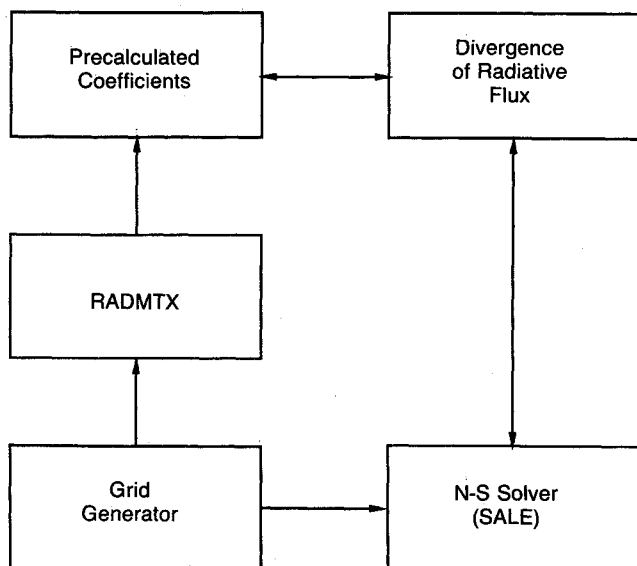 Precalculated
Coefficients
Divergence
of Radiative
Flux
RADMTX
Grid
Generator
N-S Solver
(SALE)